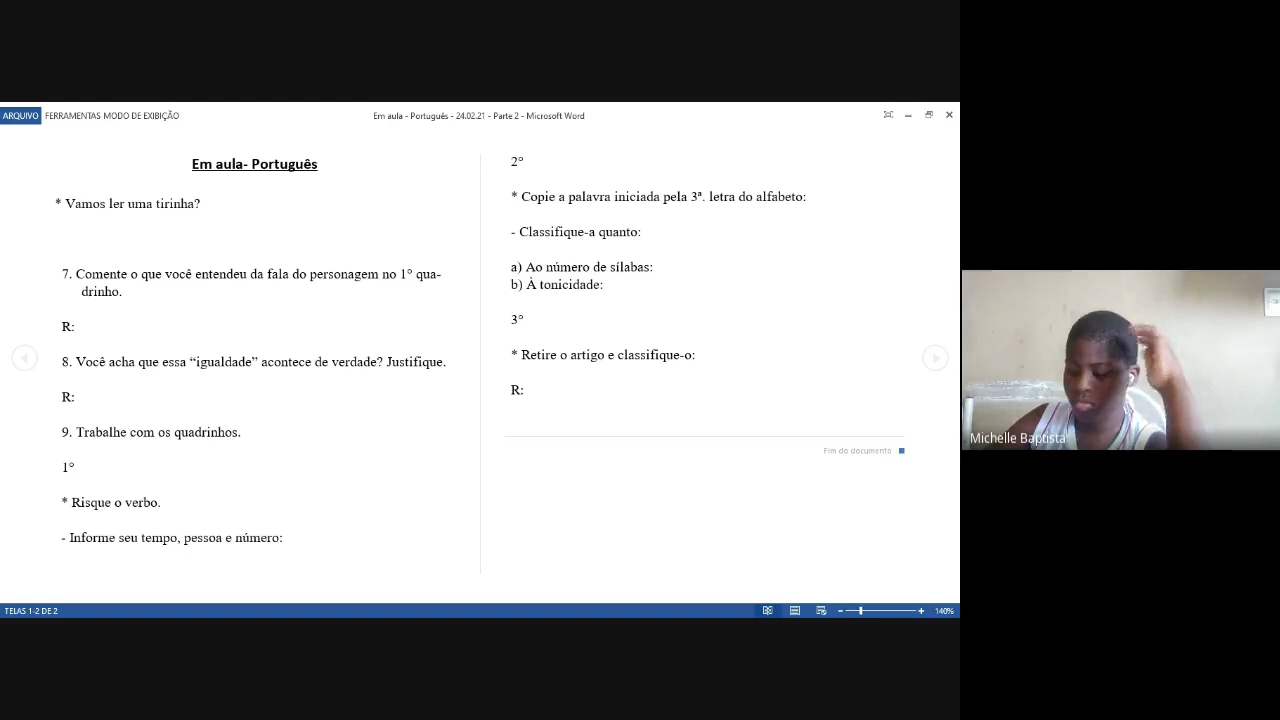 ARQUIVO FERRAMENTAS MODO DE EXIBIÇÃO
Em aula - Português - 24.02.21 - Parte 2 - Microsoft Word
Em aula- Português
* Vamos ler uma tirinha?
7. Comente o que você entendeu da fala do personagem no 1° qua-
drinho.
R:
8. Você acha que essa “igualdade” acontece de verdade? Justifique.
R:
9. Trabalhe com os quadrinhos.
1°
* Risque o verbo.
- Informe seu tempo, pessoa e número:
2°
* Copie a palavra iniciada pela 3ª. letra do alfabeto:
- Classifique-a quanto:
a) Ao número de sílabas:
b) À tonicidade:
3°
* Retire o artigo e classifique-o:
R:
Fim do documento
Michelle Baptista
TELAS 1-2 DE 2
140%